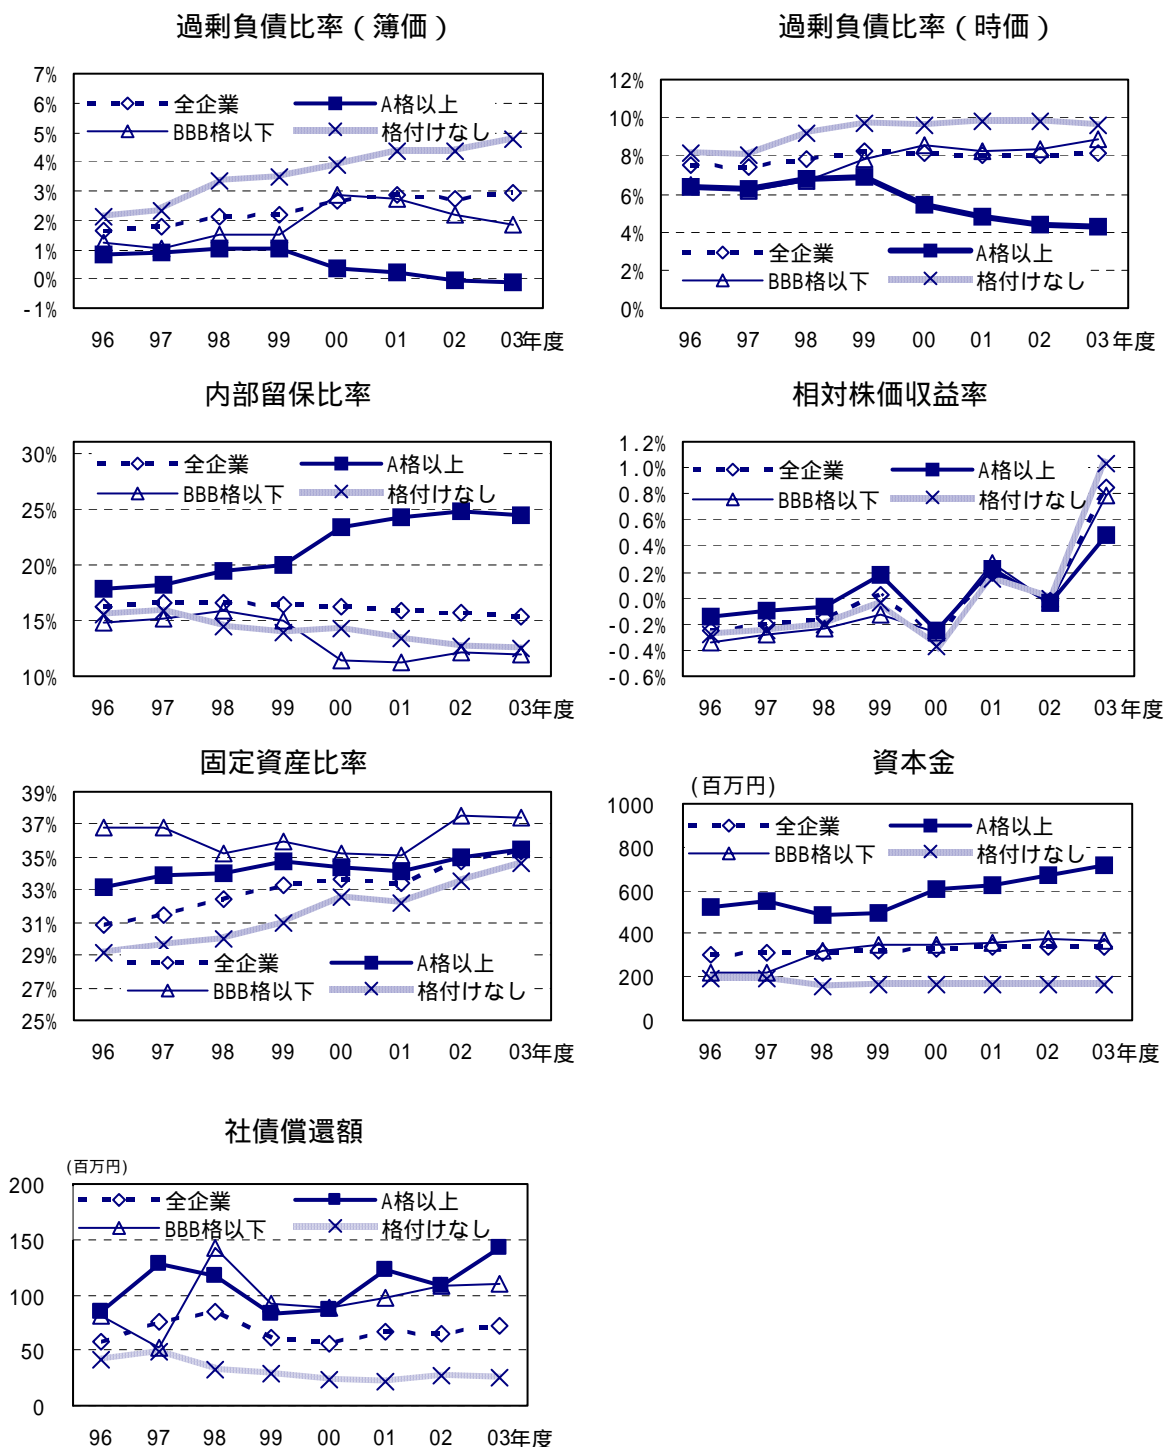 過剰負債比率（簿価）
7%
6%
5%
4%
3%
2%
1%
0%
-1%
全企業
A格以上
BBB格以下
格付けなし
96 97 98 99 00 01 02 03年度
過剰負債比率（時価）
12%
10%
8%
6%
4%
2%
0%
全企業
A格以上
BBB格以下
格付けなし
96 97 98 99 00 01 02 03年度
内部留保比率
30%
25%
20%
15%
10%
全企業
A格以上
BBB格以下
格付けなし
96 97 98 99 00 01 02 03年度
相対株価収益率
1.2%
1.0%
0.8%
0.6%
0.4%
0.2%
0.0%
-0.2%
-0.4%
-0.6%
全企業
A格以上
BBB格以下
格付けなし
96 97 98 99 00 01 02 03年度
固定資産比率
39%
37%
35%
33%
31%
29%
27%
25%
全企業
A格以上
BBB格以下
格付けなし
96 97 98 99 00 01 02 03年度
資本金
(百万円)
1000
800
600
400
200
0
全企業
A格以上
BBB格以下
格付けなし
96 97 98 99 00 01 02 03年度
社債償還額
(百万円)
200
150
100
50
0
全企業
A格以上
BBB格以下
格付けなし
96 97 98 99 00 01 02 03年度